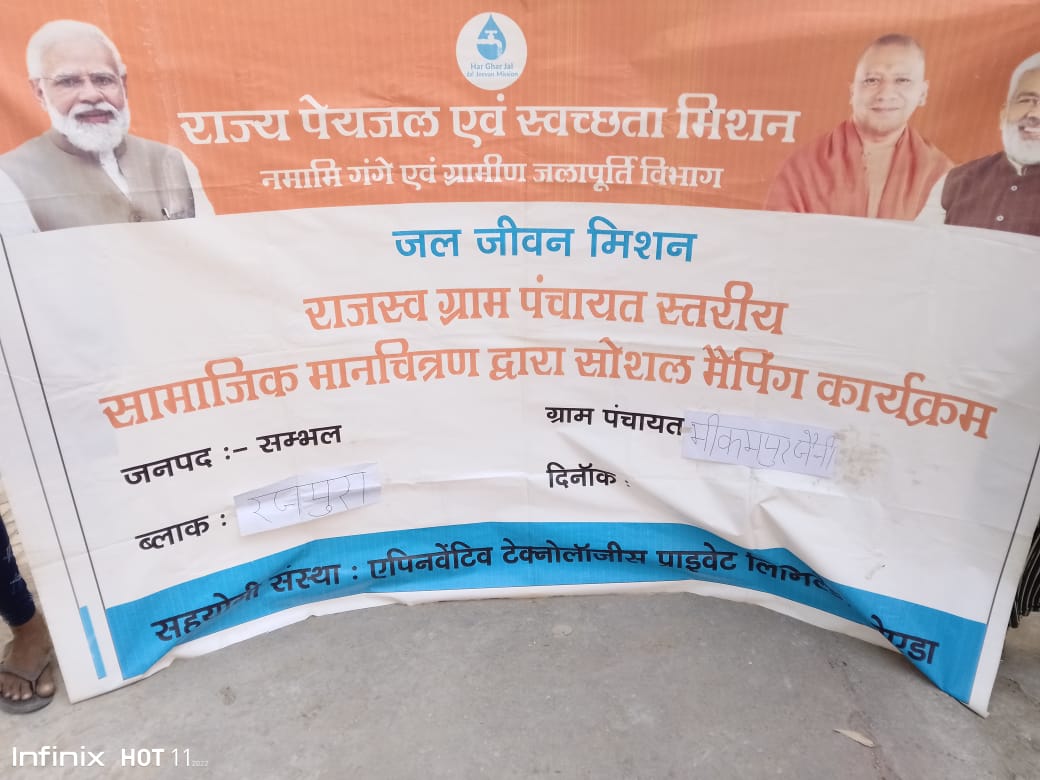 Har Ghar Jal
Jal Jeevan Mission
राज्य पेयजल एवं स्वच्छता मिशन
नमामि गंगे एवं ग्रामीण जलापूर्ति विभाग
जल जीवन मिशन
राजस्व ग्राम पंचायत स्तरीय
सामाजिक मानचित्रण द्वारा सोशल मैपिंग कार्यक्रम
जनपद :- सम्भल
ग्राम पंचायत
ब्लाक : रजपुरा
दिनॉक :
सहयोगी संस्था : एपिनवेंटिव टेक्नोलॉजीस प्राइवेट
Infinix HOT 11 2022